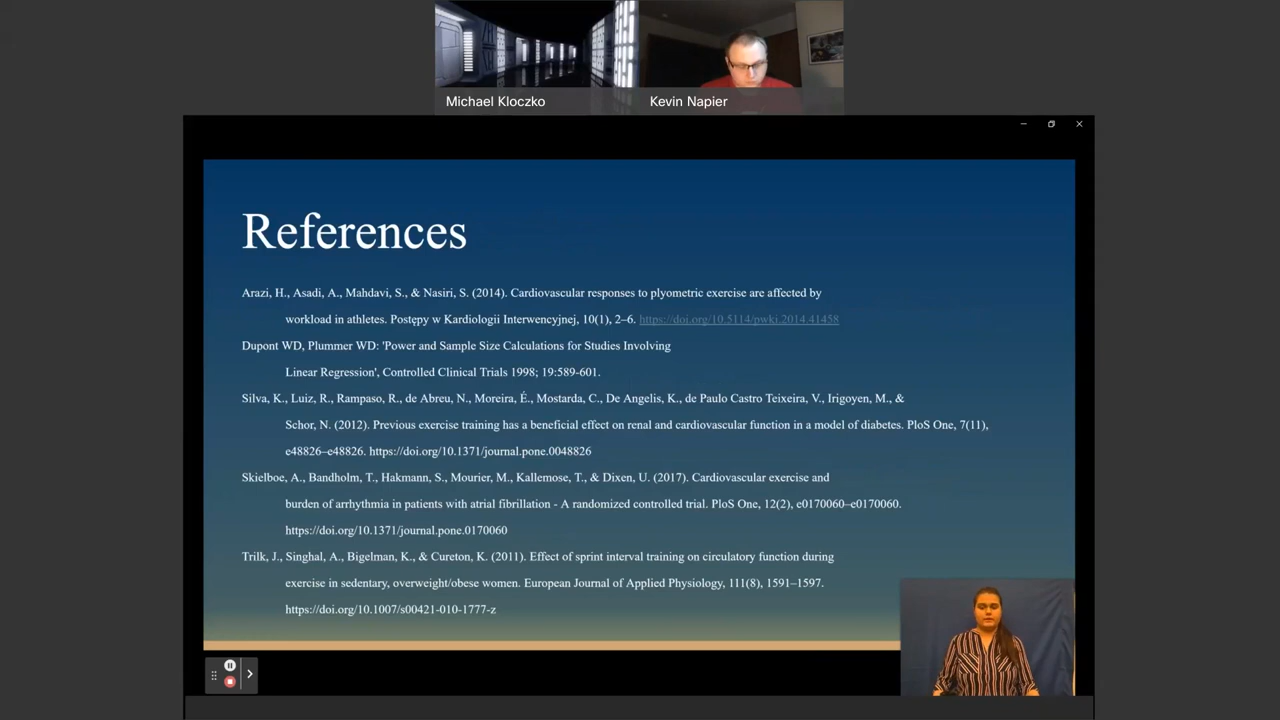 Michael Kloczko
Kevin Napier
References
Arazi, H., Asadi, A., Mahdavi, S., & Nasiri, S. (2014). Cardiovascular responses to plyometric exercise are affected by
workload in athletes. Postępy w Kardiologii Interwencyjnej, 10(1), 2–6. https://doi.org/10.5114/pwki.2014.41458
Dupont WD, Plummer WD: 'Power and Sample Size Calculations for Studies Involving
Linear Regression', Controlled Clinical Trials 1998; 19:589-601.
Silva, K., Luiz, R., Rampaso, R., de Abreu, N., Moreira, É., Mostarda, C., De Angelis, K., de Paulo Castro Teixeira, V., Irigoyen, M., &
Schor, N. (2012). Previous exercise training has a beneficial effect on renal and cardiovascular function in a model of diabetes. PloS One, 7(11),
e48826–e48826. https://doi.org/10.1371/journal.pone.0048826
Skielboe, A., Bandholm, T., Hakmann, S., Mourier, M., Kallemose, T., & Dixen, U. (2017). Cardiovascular exercise and
burden of arrhythmia in patients with atrial fibrillation - A randomized controlled trial. PloS One, 12(2), e0170060–e0170060.
https://doi.org/10.1371/journal.pone.0170060
Trilk, J., Singhal, A., Bigelman, K., & Cureton, K. (2011). Effect of sprint interval training on circulatory function during
exercise in sedentary, overweight/obese women. European Journal of Applied Physiology, 111(8), 1591–1597.
https://doi.org/10.1007/s00421-010-1777-z